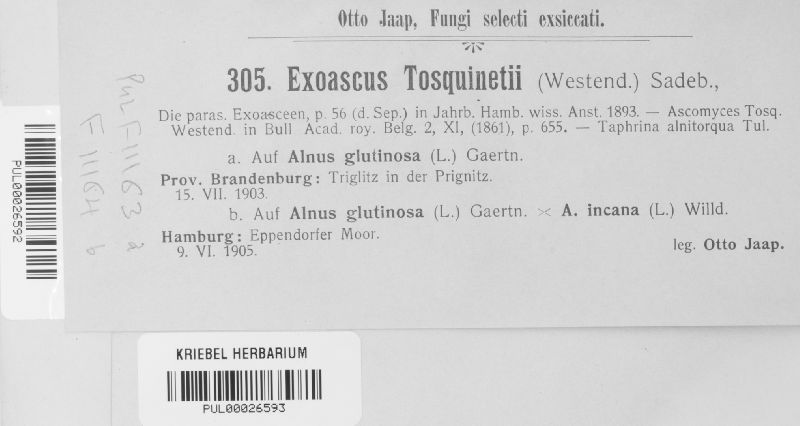 Otto Jaap, Fungi selecti exsiccati.
305. Exoascus Tosquinetii (Westend.) Sadeb.,
Die paras. Exoasceen, p. 56 (d. Sep.) in Jahrb. Hamb. wiss. Anst. 1893. — Ascomyces Tosq.
Westend. in Bull Acad. roy. Belg. 2, XI, (1861), p. 655. — Taphrina alnitorqua Tul.
a. Auf Alnus glutinosa (L.) Gaertn.
Prov. Brandenburg: Triglitz in der Prignitz.
15. VII. 1903.
b. Auf Alnus glutinosa (L.) Gaertn. × A. incana (L.) Willd.
Hamburg: Eppendorfer Moor.
9. VI. 1905.
leg. Otto Jaap.
Pur F11163 a
F11164 b
PUL00026592
KRIEBEL HERBARIUM
PUL00026593